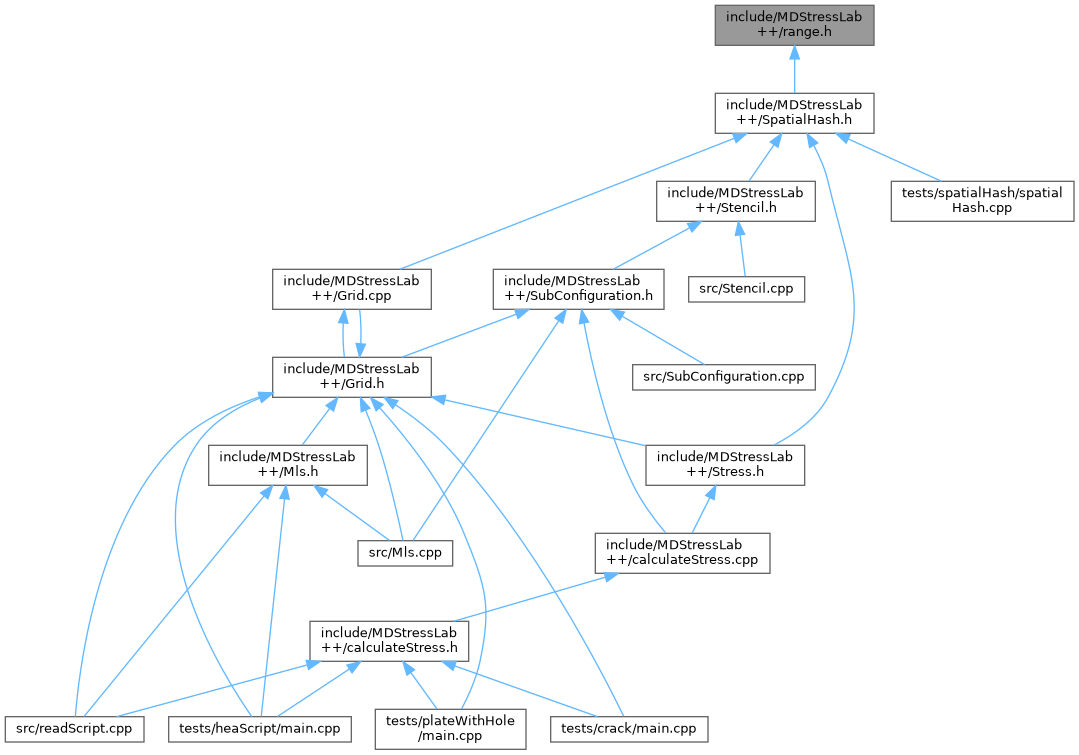 include/MDStressLab
++/range.h
include/MDStressLab
++/SpatialHash.h
include/MDStressLab
++/Stencil.h
tests/spatialHash/spatial
Hash.cpp
include/MDStressLab
++/Grid.cpp
include/MDStressLab
++/SubConfiguration.h
src/Stencil.cpp
include/MDStressLab
++/Grid.h
src/SubConfiguration.cpp
include/MDStressLab
++/Mls.h
include/MDStressLab
++/Stress.h
src/Mls.cpp
include/MDStressLab
++/calculateStress.cpp
include/MDStressLab
++/calculateStress.h
src/readScript.cpp
tests/heaScript/main.cpp
tests/plateWithHole
/main.cpp
tests/crack/main.cpp